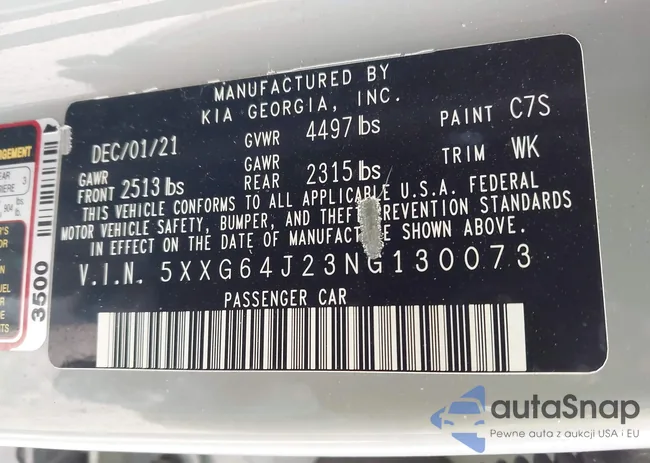 MANUFACTURED BY
KIA GEORGIA, INC.
DEC/01/21 GVWR 4497 lbs PAINT C7S
GAWR FRONT 2513 lbs GAWR REAR 2315 lbs TRIM WK
THIS VEHICLE CONFORMS TO ALL APPLICABLE U.S.A. FEDERAL
MOTOR VEHICLE SAFETY, BUMPER, AND THEFT PREVENTION STANDARDS
IN EFFECT ON THE DATE OF MANUFACTURE SHOWN ABOVE.
V.I.N. 5XXG64J23NG130073
PASSENGER CAR
3500
autaSnap
Pewne auta z aukcji USA i EU